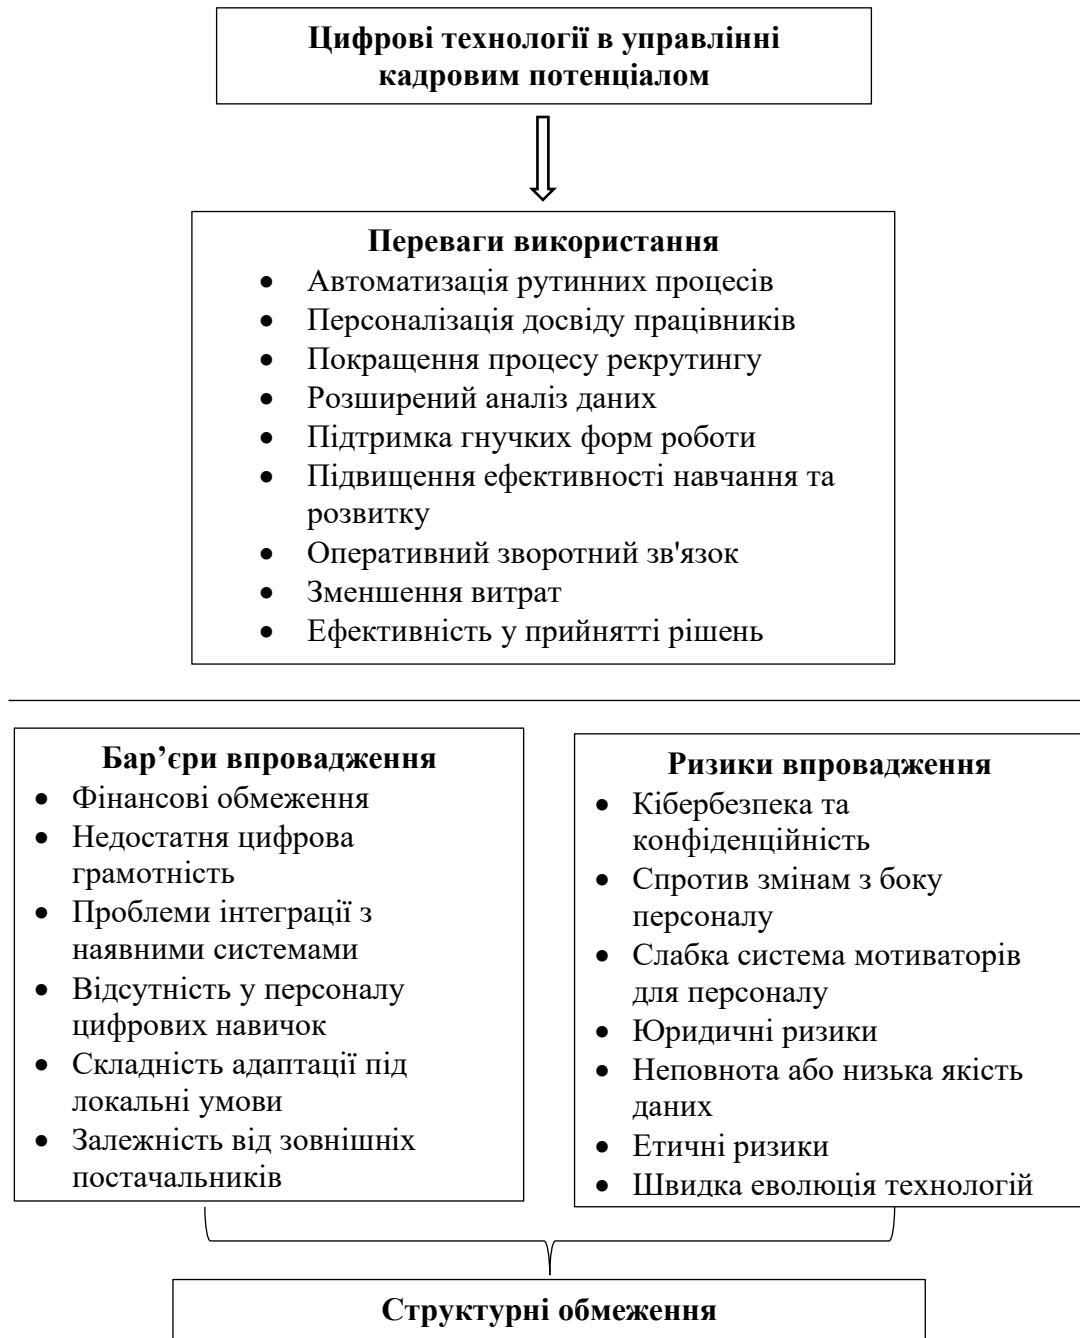 Цифрові технології в управлінні
кадровим потенціалом
Переваги використання
• Автоматизація рутинних процесів
• Персоналізація досвіду працівників
• Покращення процесу рекрутингу
• Розширений аналіз даних
• Підтримка гнучких форм роботи
• Підвищення ефективності навчання та
розвитку
• Оперативний зворотний зв'язок
• Зменшення витрат
• Ефективність у прийнятті рішень
Бар’єри впровадження
• Фінансові обмеження
• Недостатня цифрова
грамотність
• Проблеми інтеграції з
наявними системами
• Відсутність у персоналу
цифрових навичок
• Складність адаптації під
локальні умови
• Залежність від зовнішніх
постачальників
Ризики впровадження
• Кібербезпека та
конфіденційність
• Спротив змінам з боку
персоналу
• Слабка система мотиваторів
для персоналу
• Юридичні ризики
• Неповнота або низька якість
даних
• Етичні ризики
• Швидка еволюція технологій
Структурні обмеження